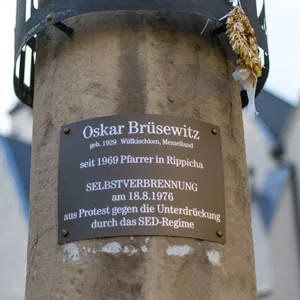 Oskar Brüsewitz
geb. 1929 Willkischken, Memelland
seit 1969 Pfarrer in Rippicha
SELBSTVERBRENNUNG
am 18.8.1976
aus Protest gegen die Unterdrückung
durch das SED-Regime